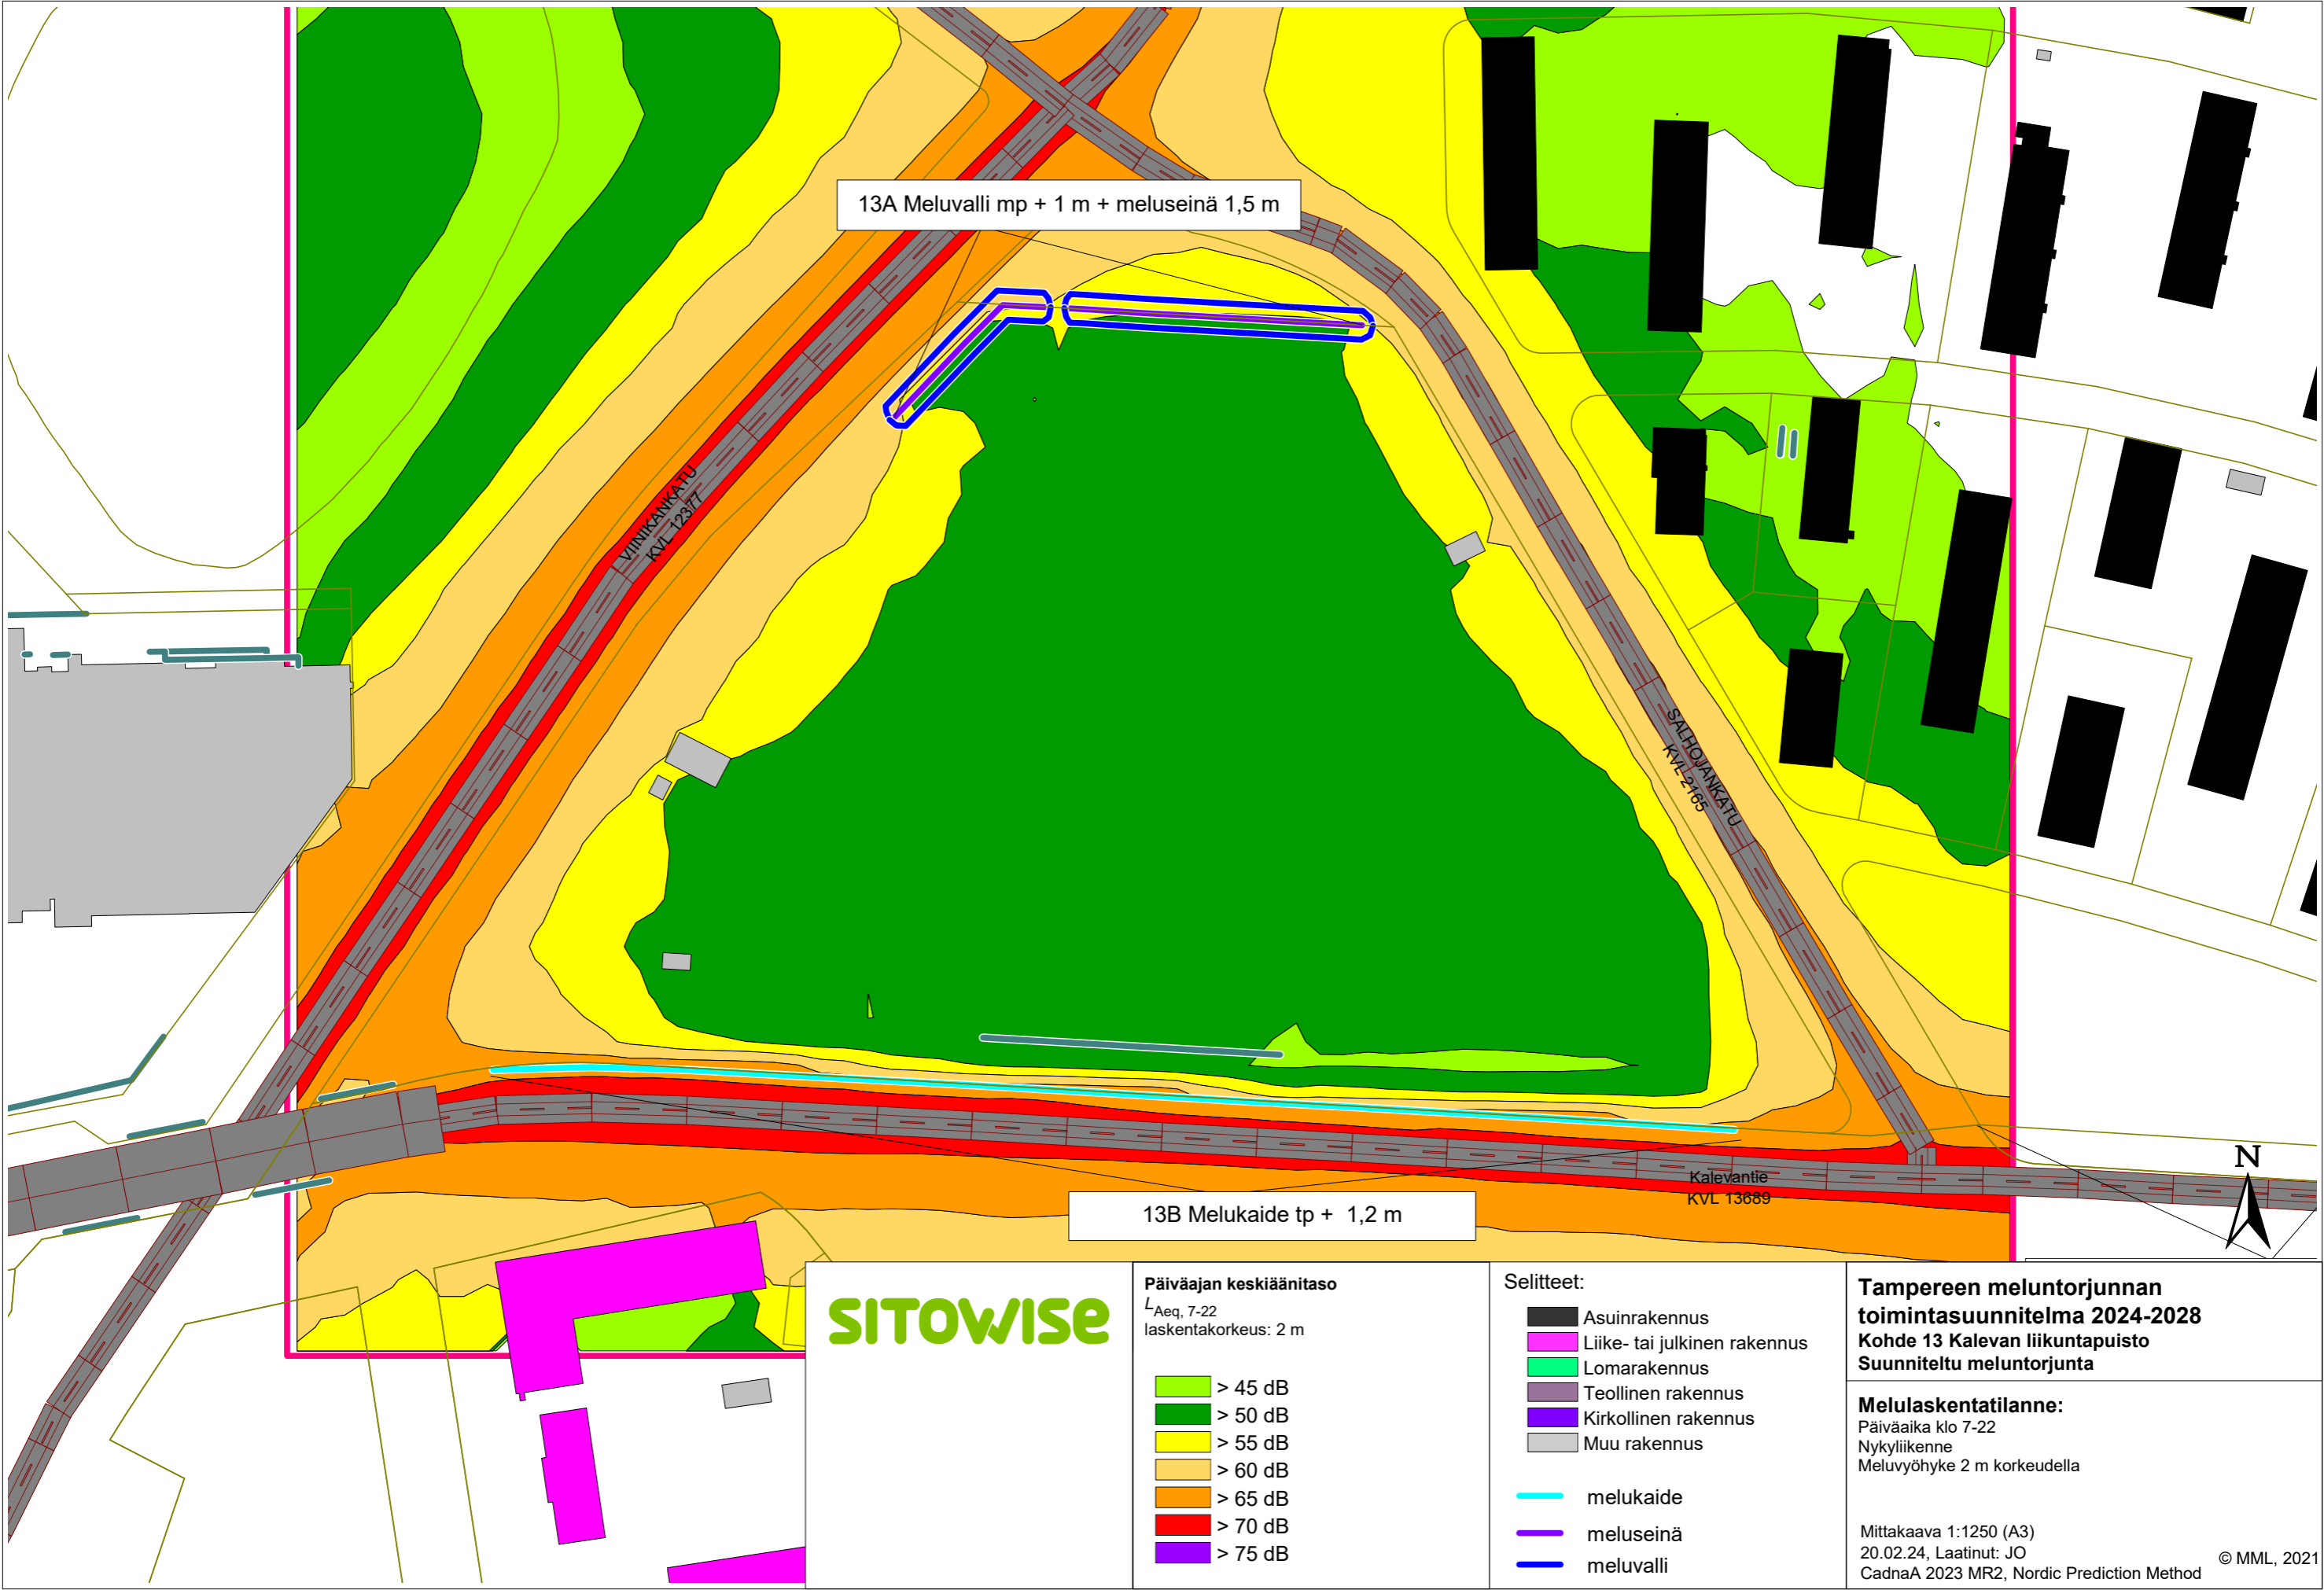 13A Meluvalli mp + 1 m + meluseinä 1,5 m
VIINIKANKATU
KVL 12377
SALHOJANKATU
KVL 2165
Kalevantie
KVL 13689
13B Melukaide tp + 1,2 m
N
SITOWISE
Päiväajan keskiäänitaso
LAeq, 7-22
laskentakorkeus: 2 m
> 45 dB
> 50 dB
> 55 dB
> 60 dB
> 65 dB
> 70 dB
> 75 dB
Selitteet:
Asuinrakennus
Liike- tai julkinen rakennus
Lomarakennus
Teollinen rakennus
Kirkollinen rakennus
Muu rakennus
melukaide
meluseinä
meluvalli
Tampereen meluntorjunnan
toimintasuunnitelma 2024-2028
Kohde 13 Kalevan liikuntapuisto
Suunniteltu meluntorjunta
Melulaskentatilanne:
Päiväaika klo 7-22
Nykyliikenne
Meluvyöhyke 2 m korkeudella
Mittakaava 1:1250 (A3)
20.02.24, Laatinut: JO
CadnaA 2023 MR2, Nordic Prediction Method
© MML, 2021